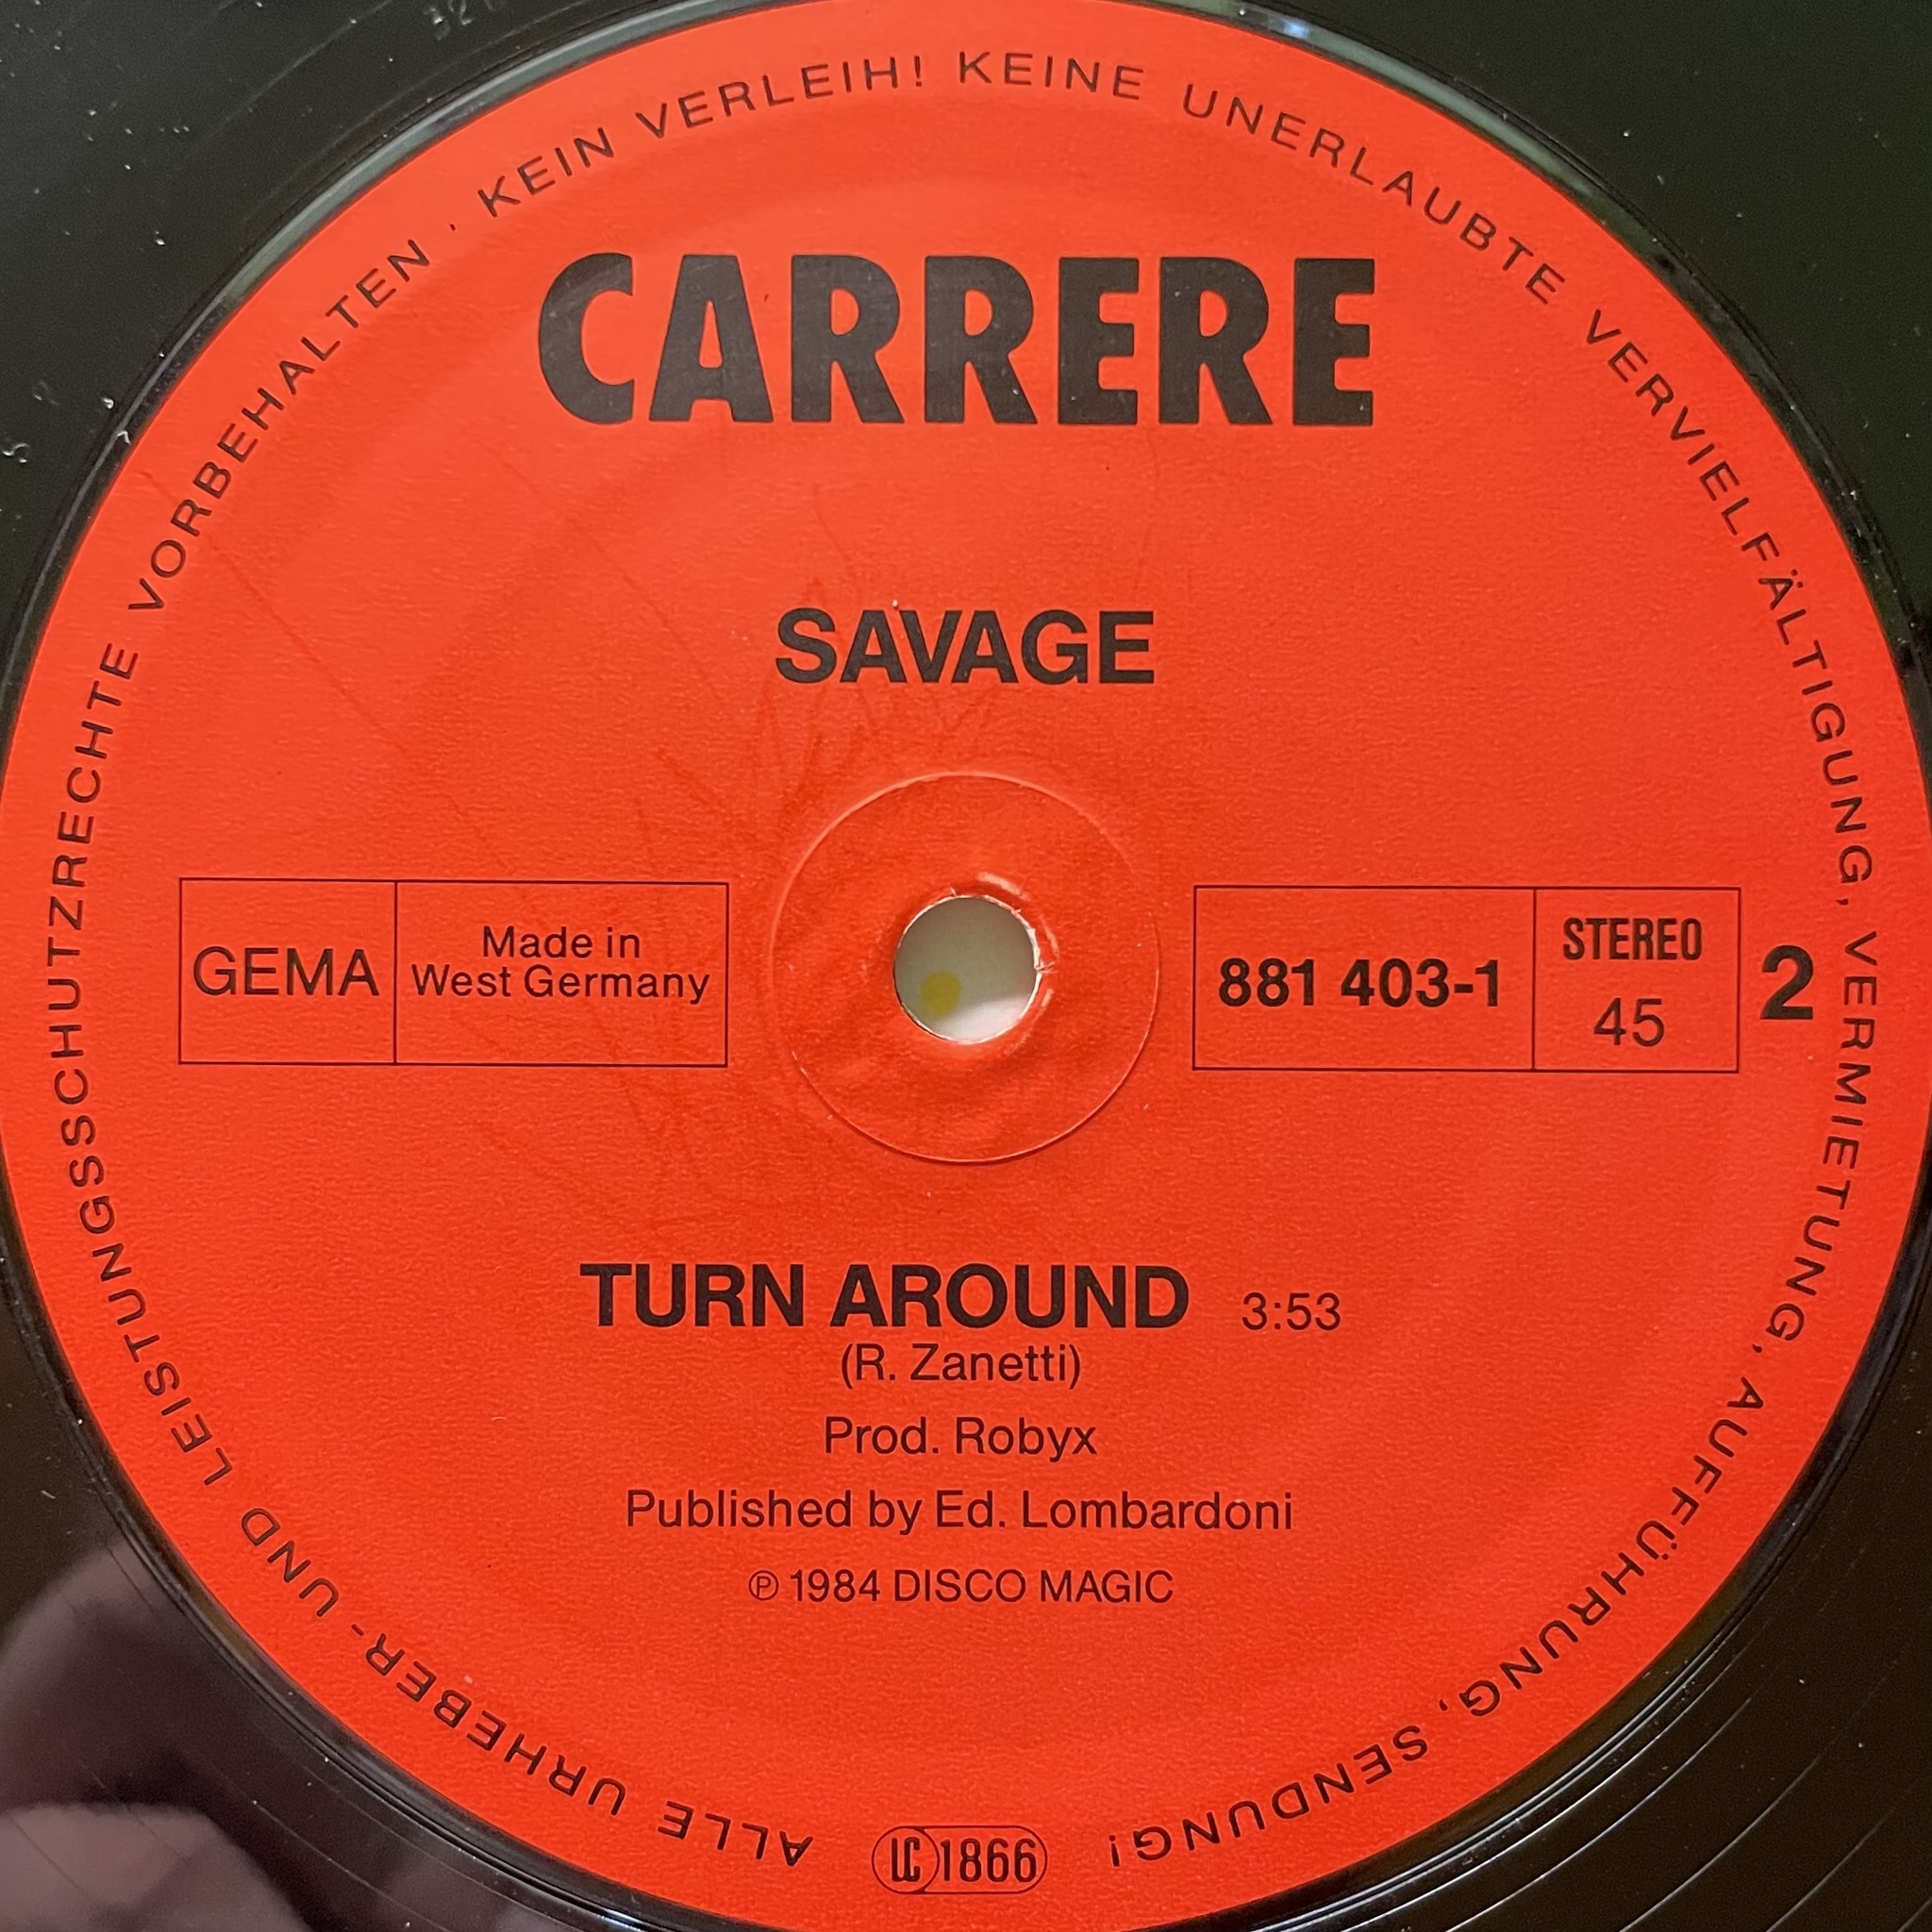 ALLE URHEBER- UND LEISTUNGSSCHUTZRECHTE VORBEHALTEN · KEIN VERLEIH! KEINE UNERLAUBTE VERVIELFÄLTIGUNG, VERMIETUNG, AUFFÜHRUNG, SENDUNG!
CARRERE
SAVAGE
GEMA
Made in
West Germany
881 403-1
STEREO
45
2
TURN AROUND 3:53
(R. Zanetti)
Prod. Robyx
Published by Ed. Lombardoni
℗ 1984 DISCO MAGIC
LC 1866